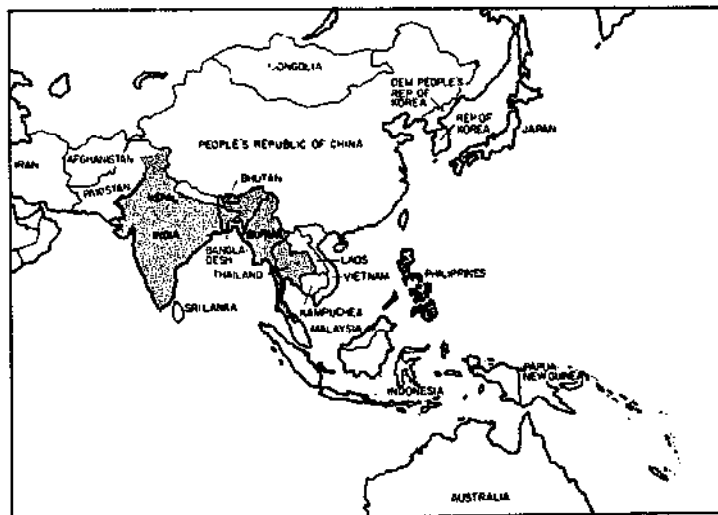 MONGOLIA
DEM PEOPLE'S
REP OF
KOREA
REP OF
KOREA
JAPAN
PEOPLE'S REPUBLIC OF CHINA
IRAN
AFGHANISTAN
PAKISTAN
BHUTAN
NEPAL
INDIA
BURMA
BANGLA-
DESH
LAOS
THAILAND
VIETNAM
PHILIPPINES
SRI LANKA
KAMPUCHEA
MALAYSIA
INDONESIA
PAPUA
NEW GUINEA
AUSTRALIA